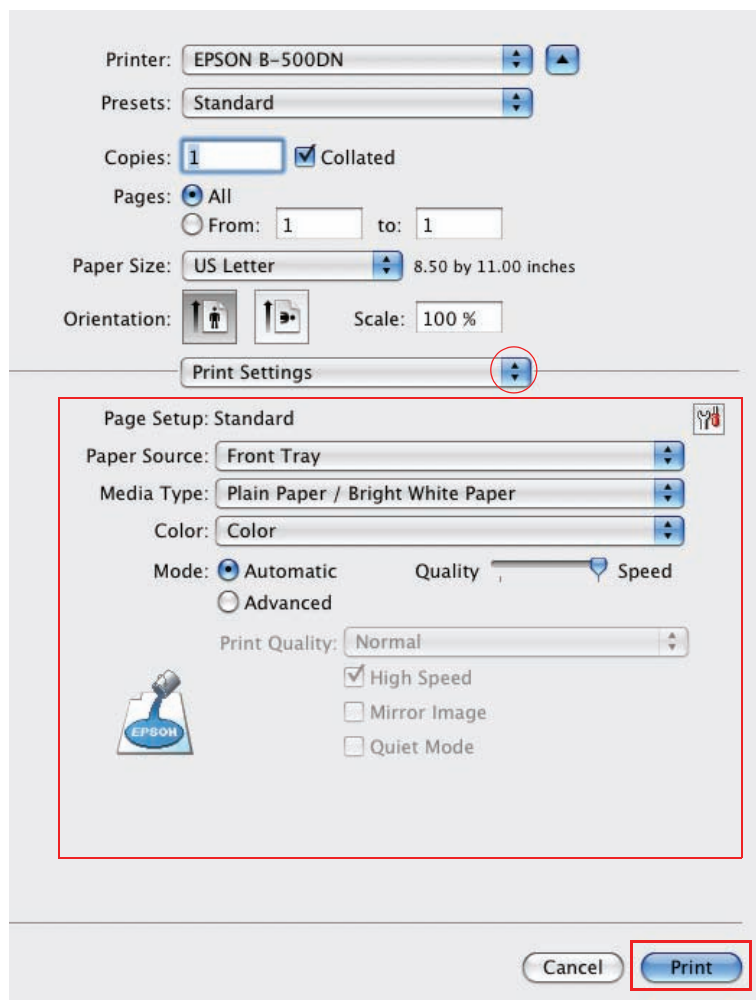 Printer: EPSON B-500DN
Presets: Standard
Copies: 1 Collated
Pages: All
From: 1 to: 1
Paper Size: US Letter 8.50 by 11.00 inches
Orientation: Scale: 100 %
Print Settings
Page Setup: Standard
Paper Source: Front Tray
Media Type: Plain Paper / Bright White Paper
Color: Color
Mode: Automatic Quality Speed
Advanced
Print Quality: Normal
High Speed
Mirror Image
Quiet Mode
EPSON
Cancel Print